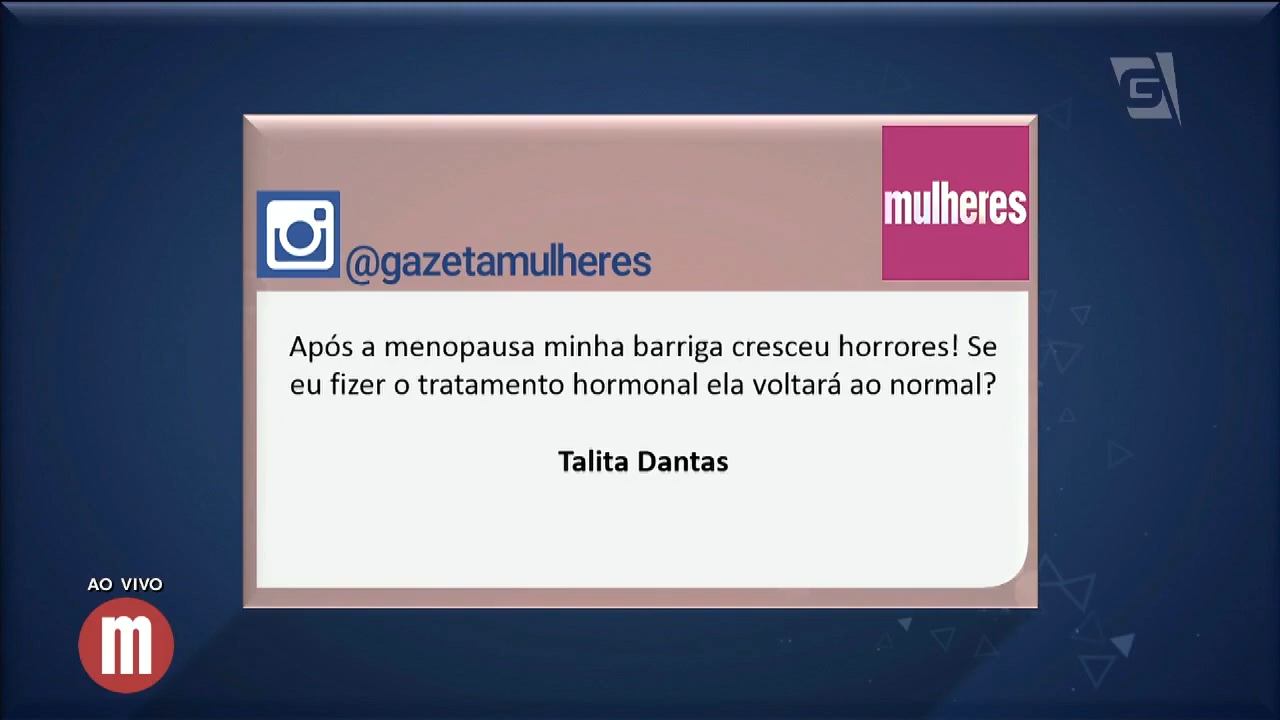 mulheres
@gazetamulheres
Após a menopausa minha barriga cresceu horrores! Se
eu fizer o tratamento hormonal ela voltará ao normal?
Talita Dantas
AO VIVO
m
G